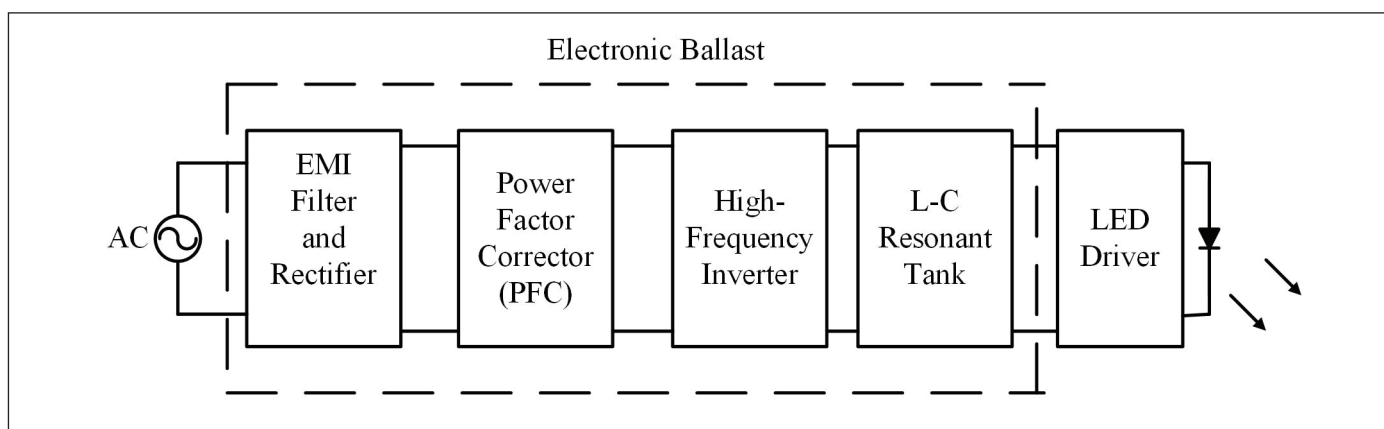 Electronic Ballast
AC
EMI
Filter
and
Rectifier
Power
Factor
Corrector
(PFC)
High-
Frequency
Inverter
L-C
Resonant
Tank
LED
Driver